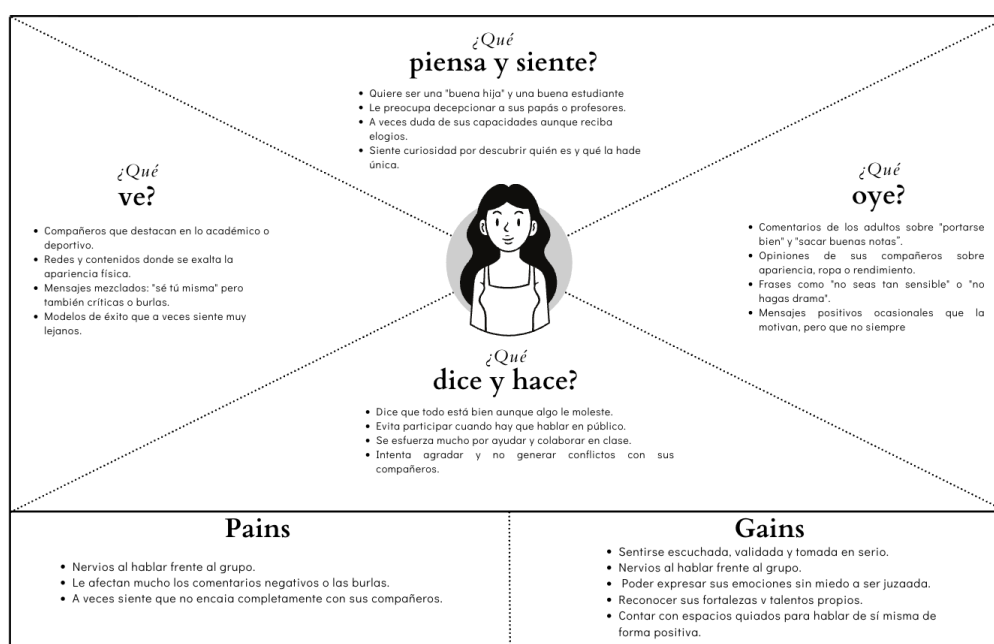 ¿Qué
piensa y siente?
• Quiere ser una "buena hija" y una buena estudiante
• Le preocupa decepcionar a sus papás o profesores.
• A veces duda de sus capacidades aunque reciba
elogios.
• Siente curiosidad por descubrir quién es y qué la hade
única.
¿Qué
ve?
• Compañeros que destacan en lo académico o
deportivo.
• Redes y contenidos donde se exalta la
apariencia física.
• Mensajes mezclados: "sé tú misma" pero
también críticas o burlas.
• Modelos de éxito que a veces siente muy
lejanos.
¿Qué
oye?
• Comentarios de los adultos sobre "portarse
bien" y "sacar buenas notas".
• Opiniones de sus compañeros sobre
apariencia, ropa o rendimiento.
• Frases como "no seas tan sensible" o "no
hagas drama".
• Mensajes positivos ocasionales que la
motivan, pero que no siempre
¿Qué
dice y hace?
• Dice que todo está bien aunque algo le moleste.
• Evita participar cuando hay que hablar en público.
• Se esfuerza mucho por ayudar y colaborar en clase.
• Intenta agradar y no generar conflictos con sus
compañeros.
Pains
• Nervios al hablar frente al grupo.
• Le afectan mucho los comentarios negativos o las burlas.
• A veces siente que no encaia completamente con sus compañeros.
Gains
• Sentirse escuchada, validada y tomada en serio.
• Nervios al hablar frente al grupo.
• Poder expresar sus emociones sin miedo a ser juzaada.
• Reconocer sus fortalezas v talentos propios.
• Contar con espacios quiados para hablar de sí misma de
forma positiva.